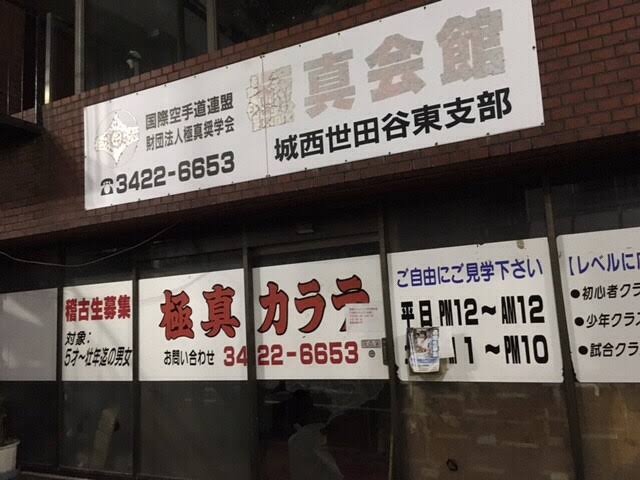 国際空手道連盟
財団法人極真奨学会
☎3422-6653
極真会館
城西世田谷東支部
稽古生募集
対象:
5才〜壮年迄の男女
極真カラテ
お問い合わせ 3422-6653
ご自由にご見学下さい
平日 PM12〜AM12
1〜PM10
【レベルに
●初心者クラ
●少年クラス
●試合クラ